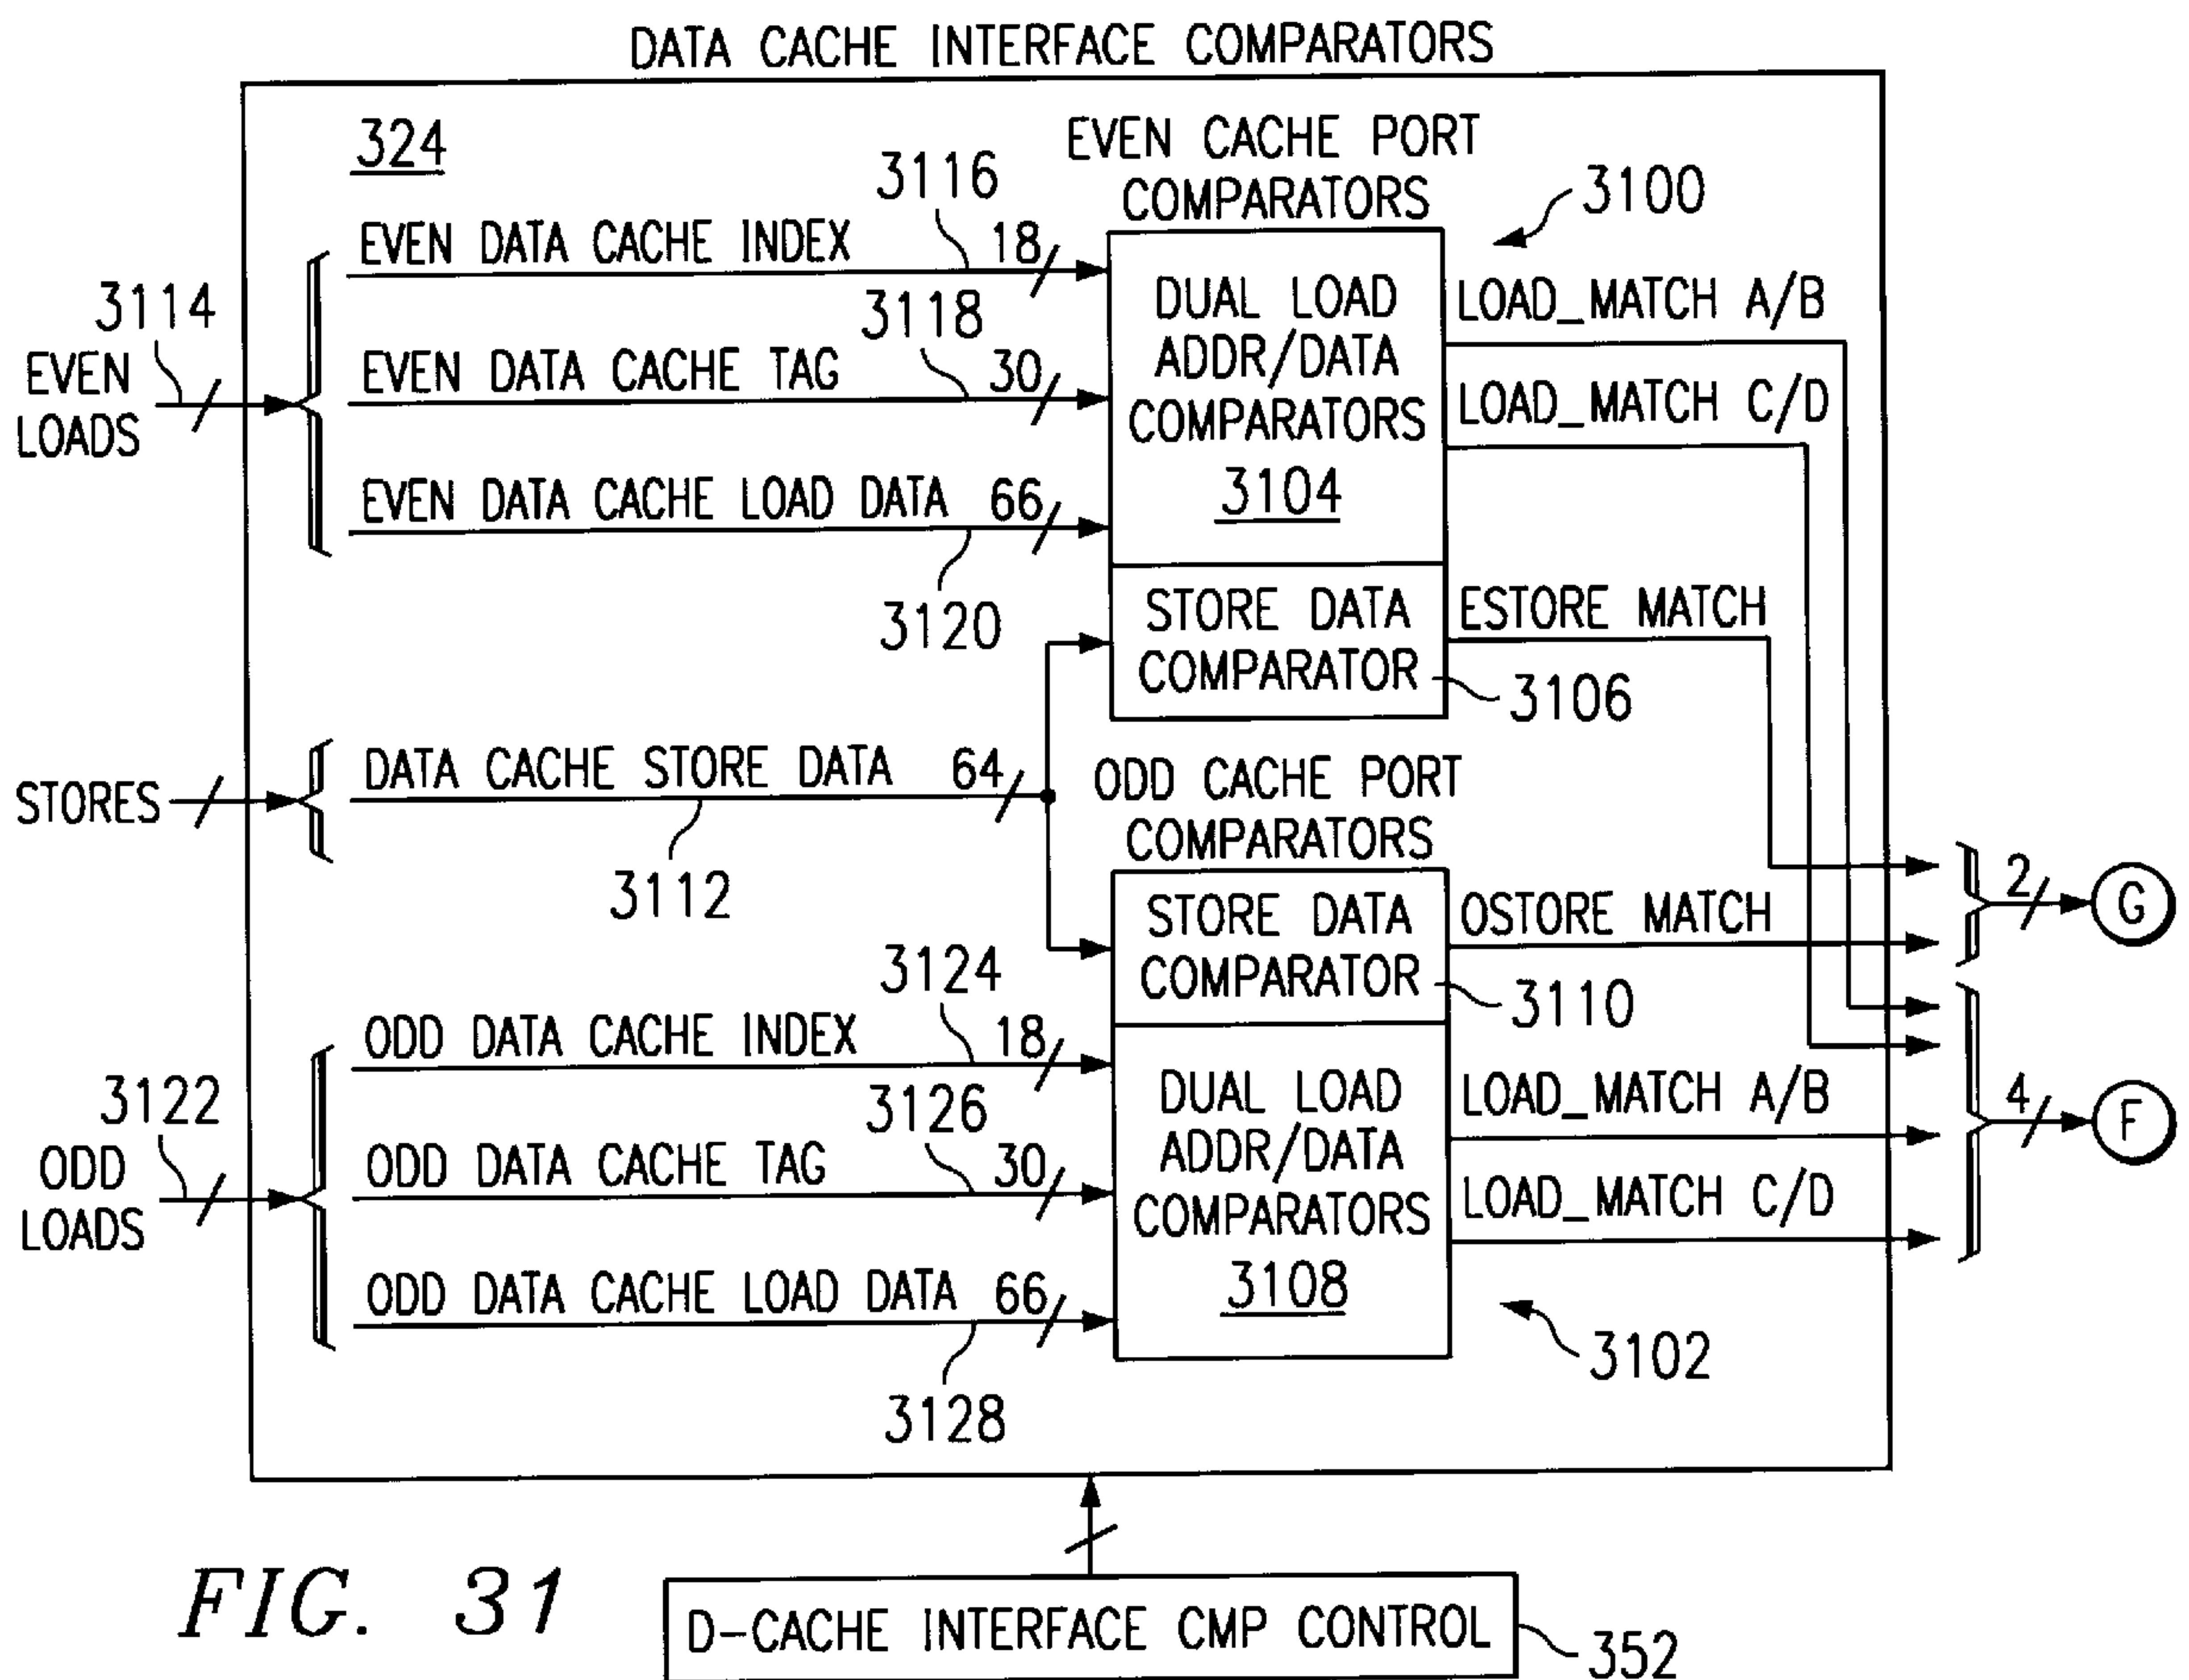 DATA CACHE INTERFACE COMPARATORS
324
EVEN CACHE PORT
COMPARATORS
3100
3116
EVEN DATA CACHE INDEX 18
3114
EVEN
LOADS
3118
EVEN DATA CACHE TAG 30
EVEN DATA CACHE LOAD DATA 66
3120
DUAL LOAD
ADDR/DATA
COMPARATORS
3104
LOAD_MATCH A/B
LOAD_MATCH C/D
STORE DATA
COMPARATOR
3106
ESTORE MATCH
STORES
DATA CACHE STORE DATA 64
3112
ODD CACHE PORT
COMPARATORS
STORE DATA
COMPARATOR
3110
OSTORE MATCH
2
G
3124
ODD DATA CACHE INDEX 18
3122
ODD
LOADS
3126
ODD DATA CACHE TAG 30
ODD DATA CACHE LOAD DATA 66
3128
DUAL LOAD
ADDR/DATA
COMPARATORS
3108
LOAD_MATCH A/B
LOAD_MATCH C/D
4
F
3102
FIG. 31
D-CACHE INTERFACE CMP CONTROL
352